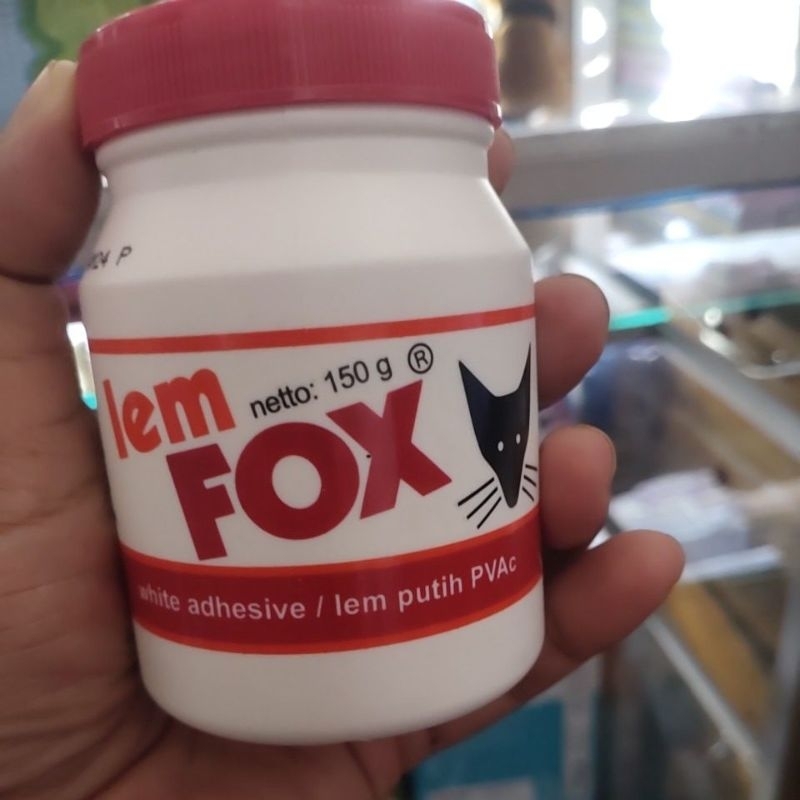 P
lem
netto: 150 g ®
FOX
white adhesive / lem putih PVAc